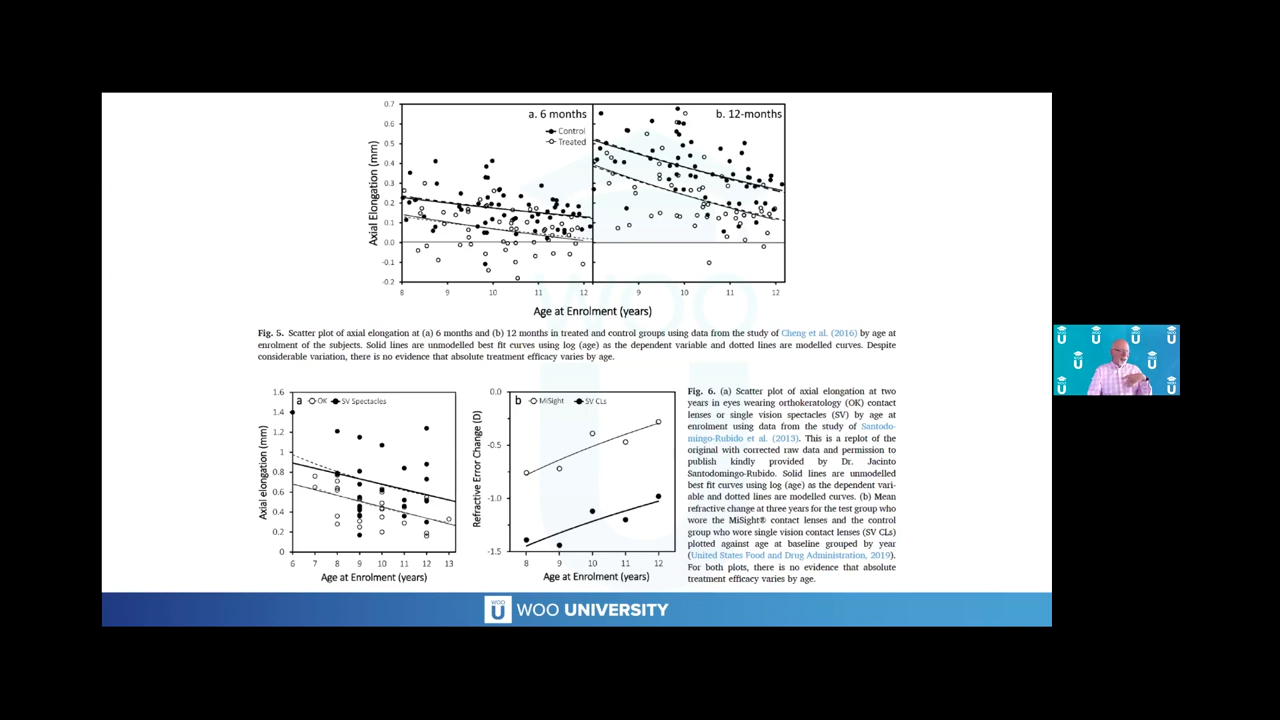 a. 6 months
b. 12-months
Control
Treated
Axial Elongation (mm)
0.7
0.6
0.5
0.4
0.3
0.2
0.1
0.0
-0.1
-0.2
8 9 10 11 12
9 10 11 12
Age at Enrolment (years)
Fig. 5. Scatter plot of axial elongation at (a) 6 months and (b) 12 months in treated and control groups using data from the study of Cheng et al. (2016) by age at
enrolment of the subjects. Solid lines are unmodelled best fit curves using log (age) as the dependent variable and dotted lines are modelled curves. Despite
considerable variation, there is no evidence that absolute treatment efficacy varies by age.
a
OK SV Spectacles
Axial elongation (mm)
1.6
1.4
1.2
1
0.8
0.6
0.4
0.2
0
6 7 8 9 10 11 12 13
Age at Enrolment (years)
b
MiSight SV CLs
Refractive Error Change (D)
0.0
-0.5
-1.0
-1.5
8 9 10 11 12
Age at Enrolment (years)
Fig. 6. (a) Scatter plot of axial elongation at two
years in eyes wearing orthokeratology (OK) contact
lenses or single vision spectacles (SV) by age at
enrolment using data from the study of Santodo-
mingo-Rubido et al. (2013). This is a replot of the
original with corrected raw data and permission to
publish kindly provided by Dr. Jacinto
Santodomingo-Rubido. Solid lines are unmodelled
best fit curves using log (age) as the dependent vari-
able and dotted lines are modelled curves. (b) Mean
refractive change at three years for the test group who
wore the MiSight® contact lenses and the control
group who wore single vision contact lenses (SV CLs)
plotted against age at baseline grouped by year
(United States Food and Drug Administration, 2019).
For both plots, there is no evidence that absolute
treatment efficacy varies by age.
WOO
U
WOO UNIVERSITY
WOO